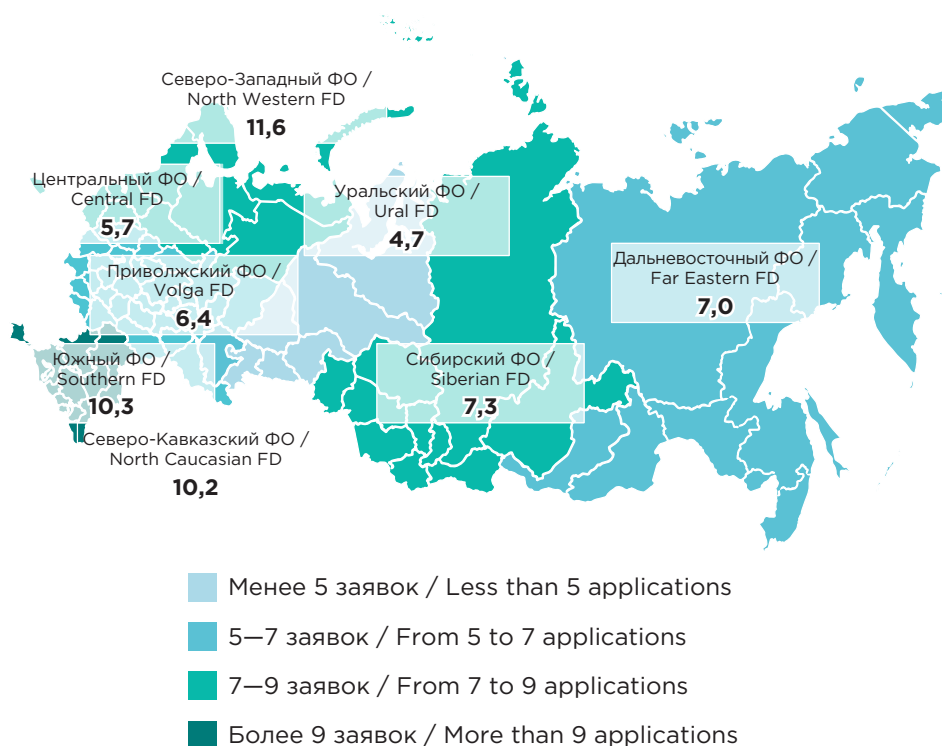 Северо-Западный ФО /
North Western FD
11,6
Центральный ФО /
Central FD
5,7
Уральский ФО /
Ural FD
4,7
Приволжский ФО /
Volga FD
6,4
Дальневосточный ФО /
Far Eastern FD
7,0
Южный ФО /
Southern FD
10,3
Сибирский ФО /
Siberian FD
7,3
Северо-Кавказский ФО /
North Caucasian FD
10,2
Менее 5 заявок / Less than 5 applications
5—7 заявок / From 5 to 7 applications
7—9 заявок / From 7 to 9 applications
Более 9 заявок / More than 9 applications